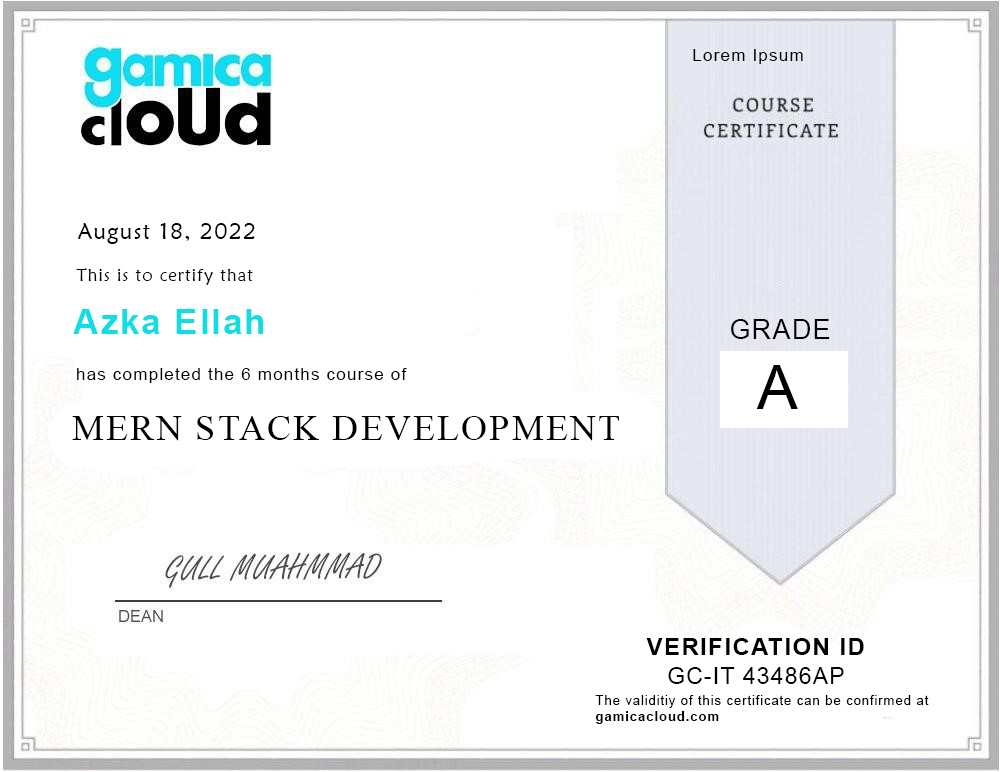 gamica
cloud
Lorem Ipsum
COURSE
CERTIFICATE
August 18, 2022
This is to certify that
Azka Ellah
has completed the 6 months course of
MERN STACK DEVELOPMENT
GRADE
A
GULL MUAHMMAD
DEAN
VERIFICATION ID
GC-IT 43486AP
The validitiy of this certificate can be confirmed at
gamicacloud.com